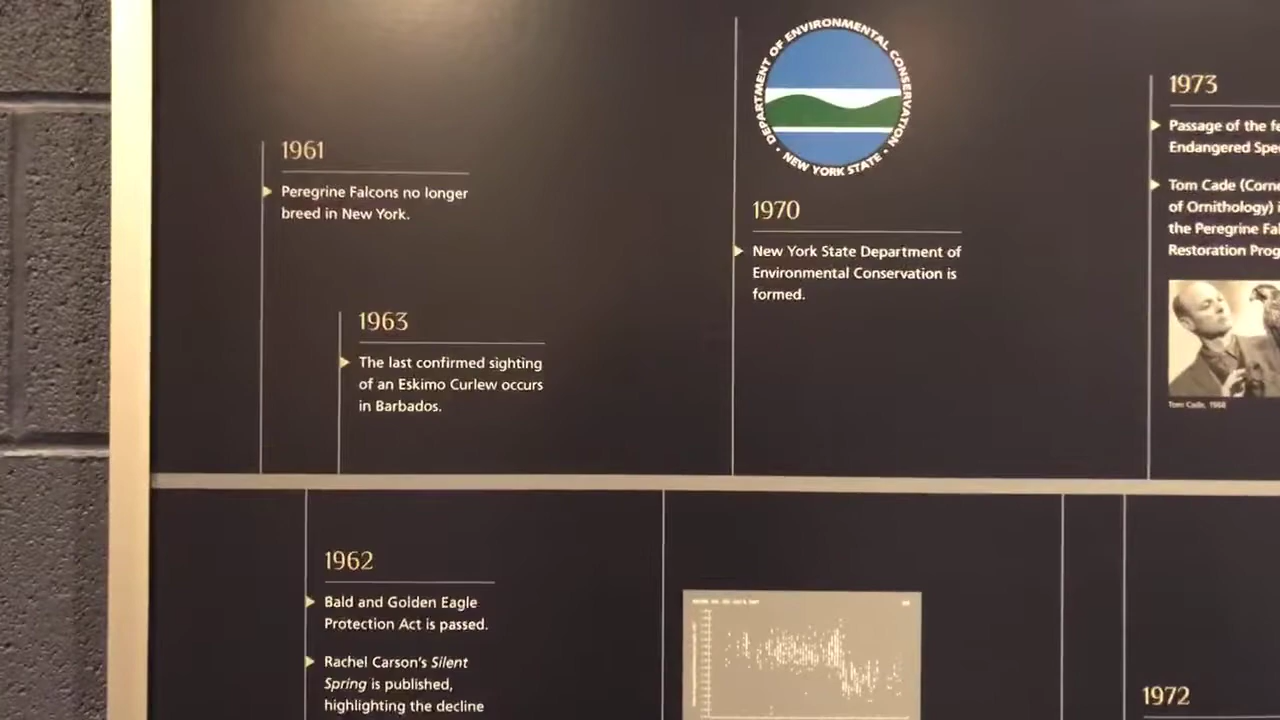 1961
Peregrine Falcons no longer
breed in New York.
1963
The last confirmed sighting
of an Eskimo Curlew occurs
in Barbados.
DEPARTMENT OF ENVIRONMENTAL CONSERVATION
• NEW YORK STATE •
1970
New York State Department of
Environmental Conservation is
formed.
1973
Passage of the
Endangered
Tom Cade
of Ornithology)
the Peregrine
Restoration
Tom Cade, 1968
1962
Bald and Golden Eagle
Protection Act is passed.
Rachel Carson's Silent
Spring is published,
highlighting the decline
1972